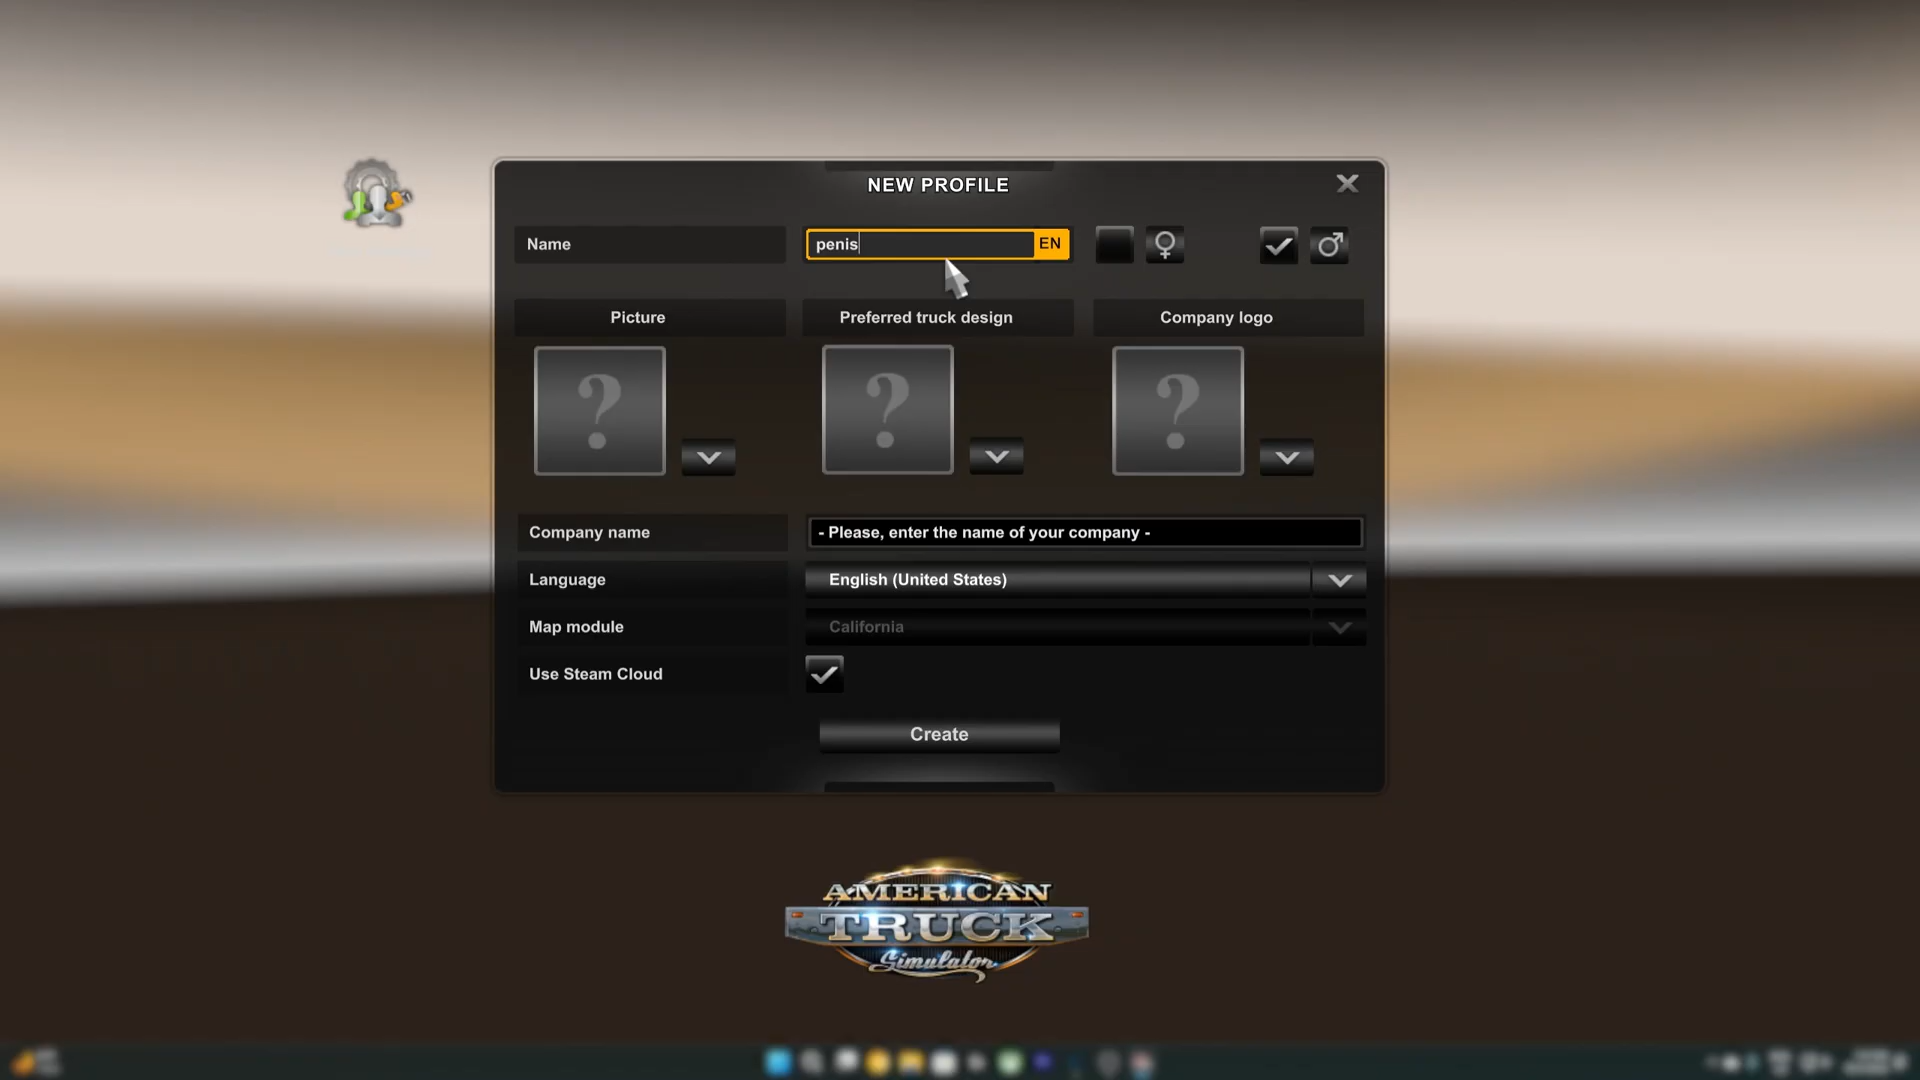 NEW PROFILE
Name
penis
EN
Picture
Preferred truck design
Company logo
?
?
?
Company name
- Please, enter the name of your company -
Language
English (United States)
Map module
California
Use Steam Cloud
Create
AMERICAN
TRUCK
Simulator